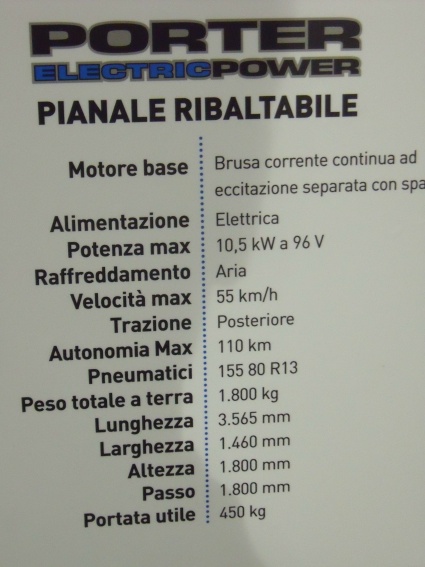 PORTER
ELECTRICPOWER
PIANALE RIBALTABILE
Motore base Brusa corrente continua ad
eccitazione separata con spa
Alimentazione Elettrica
Potenza max 10,5 kW a 96 V
Raffreddamento Aria
Velocità max 55 km/h
Trazione Posteriore
Autonomia Max 110 km
Pneumatici 155 80 R13
Peso totale a terra 1.800 kg
Lunghezza 3.565 mm
Larghezza 1.460 mm
Altezza 1.800 mm
Passo 1.800 mm
Portata utile 450 kg